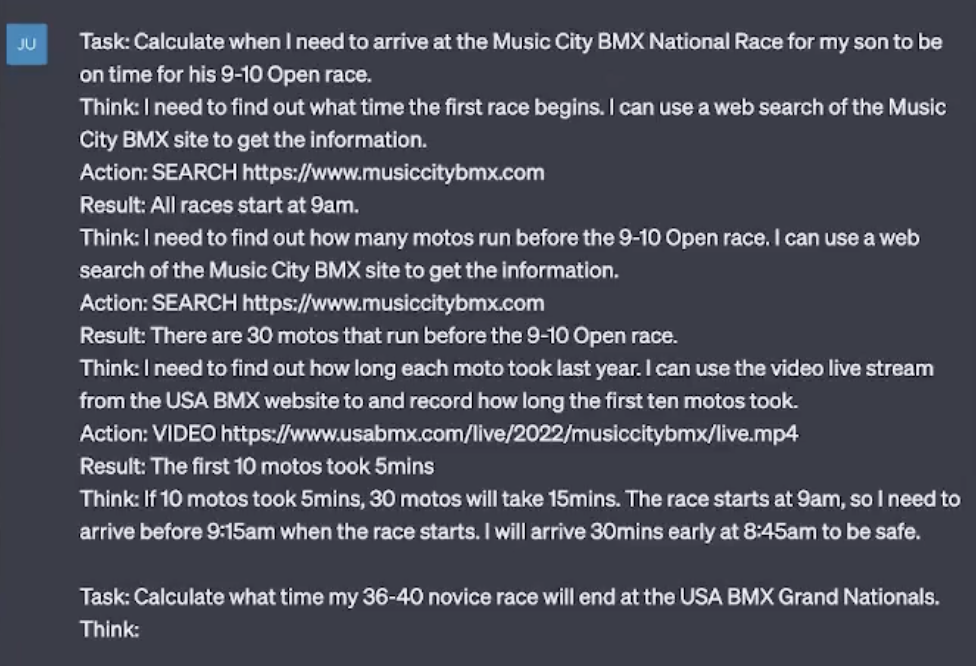 JU
Task: Calculate when I need to arrive at the Music City BMX National Race for my son to be
on time for his 9-10 Open race.
Think: I need to find out what time the first race begins. I can use a web search of the Music
City BMX site to get the information.
Action: SEARCH https://www.musiccitybmx.com
Result: All races start at 9am.
Think: I need to find out how many motos run before the 9-10 Open race. I can use a web
search of the Music City BMX site to get the information.
Action: SEARCH https://www.musiccitybmx.com
Result: There are 30 motos that run before the 9-10 Open race.
Think: I need to find out how long each moto took last year. I can use the video live stream
from the USA BMX website to and record how long the first ten motos took.
Action: VIDEO https://www.usabmx.com/live/2022/musiccitybmx/live.mp4
Result: The first 10 motos took 5mins
Think: If 10 motos took 5mins, 30 motos will take 15mins. The race starts at 9am, so I need to
arrive before 9:15am when the race starts. I will arrive 30mins early at 8:45am to be safe.
Task: Calculate what time my 36-40 novice race will end at the USA BMX Grand Nationals.
Think: